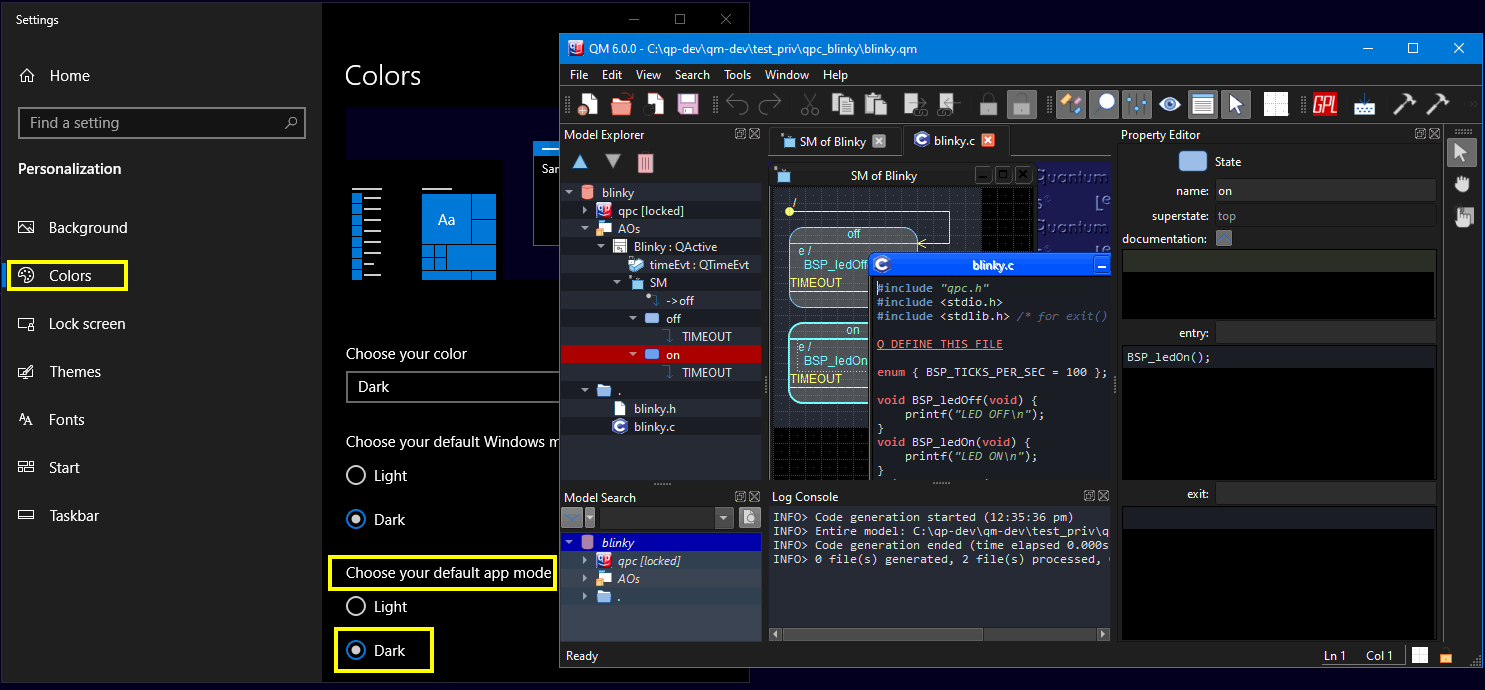 Settings
Home
Find a setting
Personalization
Background
Colors
Lock screen
Themes
Fonts
Start
Taskbar
Colors
Aa
Choose your color
Dark
Choose your default Windows m
Light
Dark
Choose your default app mode
Light
Dark
QM 6.0.0 - C:\qp-dev\qm-dev\test_priv\qpc_blinky\blinky.qm
File Edit View Search Tools Window Help
GPL
Model Explorer
blinky
qpc [locked]
AOs
Blinky : QActive
timeEvt : QTimeEvt
SM
->off
off
TIMEOUT
on
TIMEOUT
.
blinky.h
blinky.c
Model Search
blinky
qpc [locked]
AOs
.
SM of Blinky
blinky.c
SM of Blinky
Quantum
Quantum
/
off
e /
BSP_ledOff
TIMEOUT
on
e /
BSP_ledOn
TIMEOUT
blinky.c
#include "qpc.h"
#include <stdio.h>
#include <stdlib.h> /* for exit()
Q_DEFINE_THIS_FILE
enum { BSP_TICKS_PER_SEC = 100 };
void BSP_ledOff(void) {
printf("LED OFF\n");
}
void BSP_ledOn(void) {
printf("LED ON\n");
}
Log Console
INFO> Code generation started (12:35:36 pm)
INFO> Entire model: C:\qp-dev\qm-dev\test_priv\q
INFO> Code generation ended (time elapsed 0.000s
INFO> 0 file(s) generated, 2 file(s) processed,
Property Editor
State
name: on
superstate: top
documentation:
entry:
BSP_ledOn();
exit:
Ready
Ln 1 Col 1